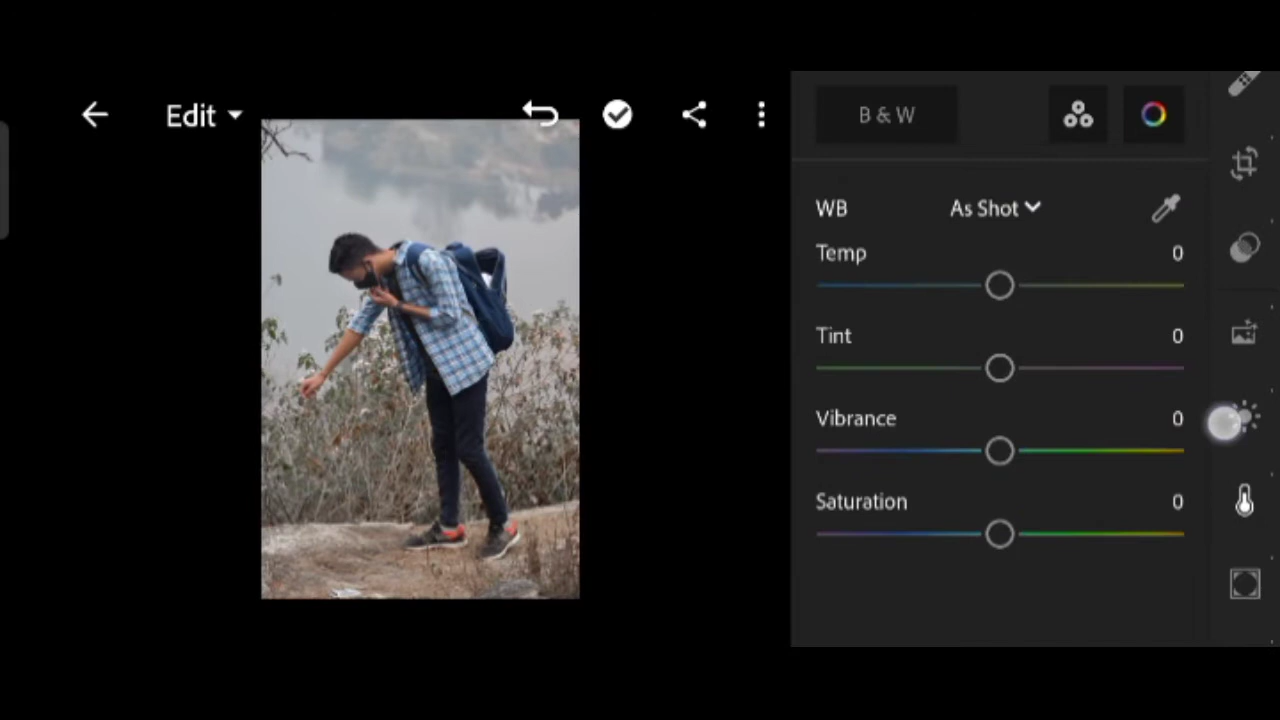 Edit
B & W
WB As Shot
Temp 0
Tint 0
Vibrance 0
Saturation 0